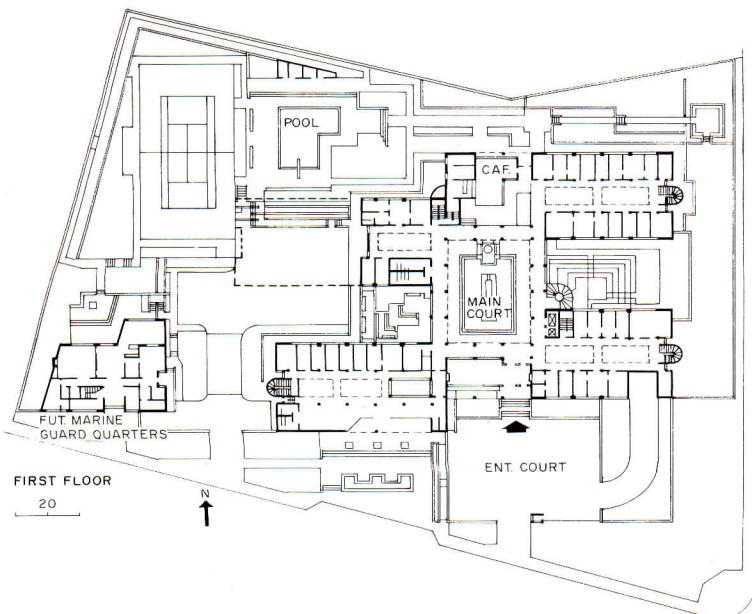 POOL
CAF.
MAIN
COURT
FUT. MARINE
GUARD QUARTERS
ENT. COURT
FIRST FLOOR
20
N